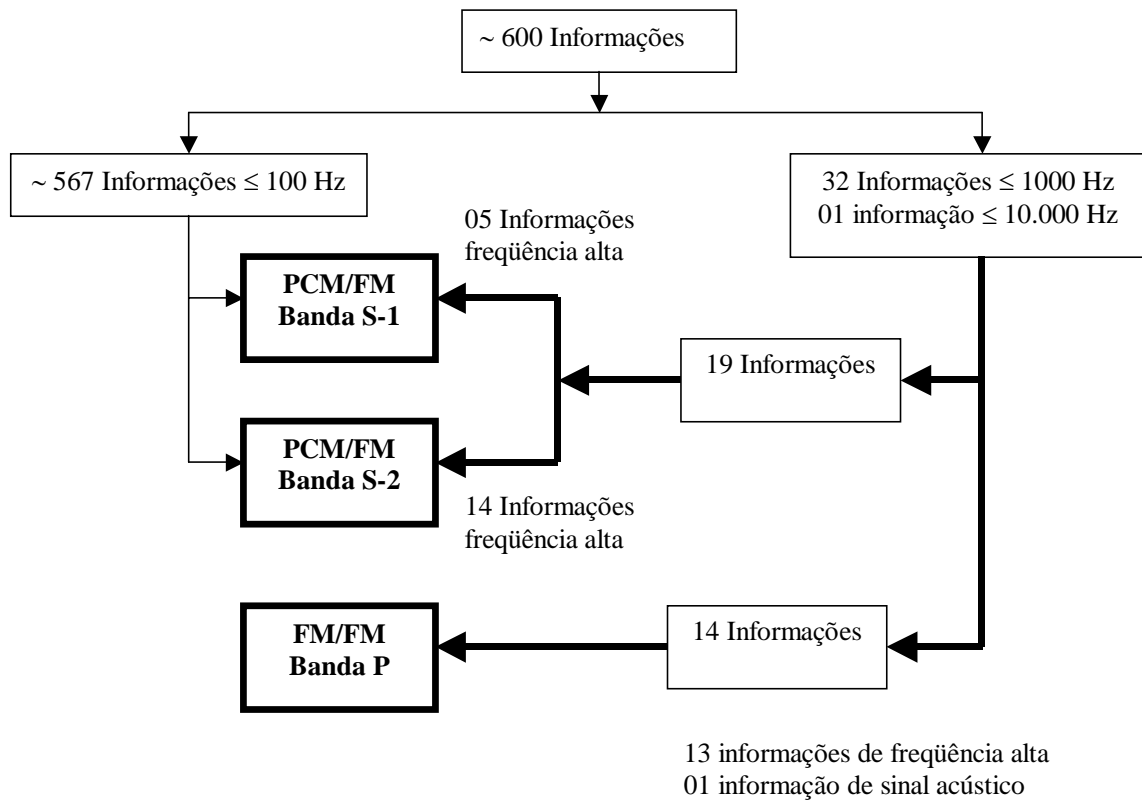 ~ 600 Informações
~ 567 Informações ≤ 100 Hz
32 Informações ≤ 1000 Hz
01 informação ≤ 10.000 Hz
05 Informações
freqüência alta
PCM/FM
Banda S-1
19 Informações
PCM/FM
Banda S-2
14 Informações
freqüência alta
FM/FM
Banda P
14 Informações
13 informações de freqüência alta
01 informação de sinal acústico